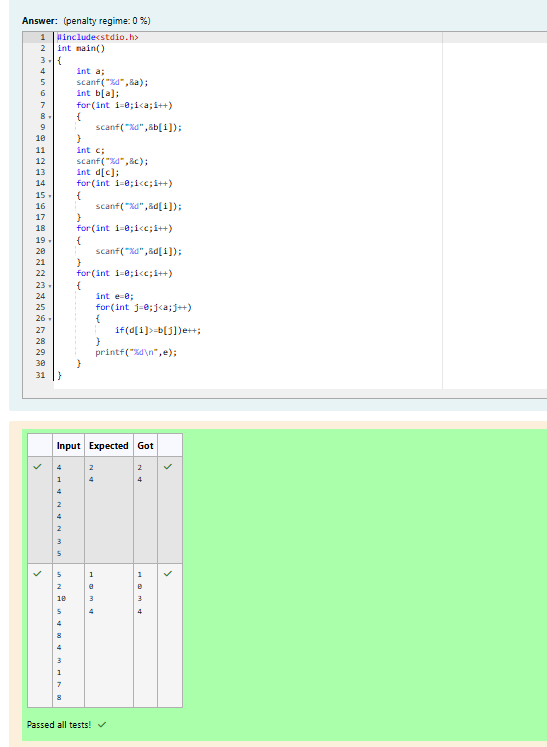 Answer: (penalty regime: 0 %)
1 #include<stdio.h>
2 int main()
3 {
4 int a;
5 scanf("%d",&a);
6 int b[a];
7 for(int i=0;i<a;i++)
8 {
9 scanf("%d",&b[i]);
10 }
11 int c;
12 scanf("%d",&c);
13 int d[c];
14 for(int i=0;i<c;i++)
15 {
16 scanf("%d",&d[i]);
17 }
18 for(int i=0;i<c;i++)
19 {
20 scanf("%d",&d[i]);
21 }
22 for(int i=0;i<c;i++)
23 {
24 int e=0;
25 for(int j=0;j<a;j++)
26 {
27 if(d[i]>=b[j])e++;
28 }
29 printf("%d\n",e);
30 }
31 }
Input Expected Got
4 2 2
1 4 4
4
2
4
2
3
5
5 1 1
2 0 0
10 3 3
5 4 4
4
8
4
3
1
7
8
Passed all tests!